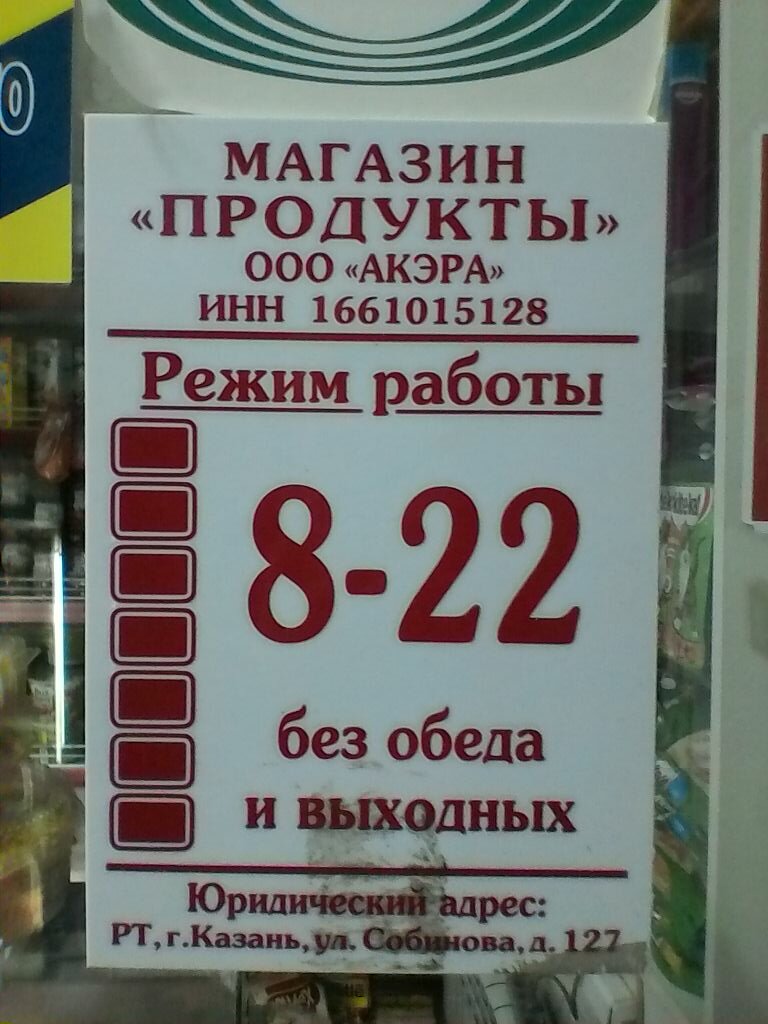 МАГАЗИН
«ПРОДУКТЫ»
ООО «АКЭРА»
ИНН 1661015128
Режим работы
8-22
без обеда
и выходных
Юридический адрес:
РТ, г.Казань, ул. Собинова, д. 127